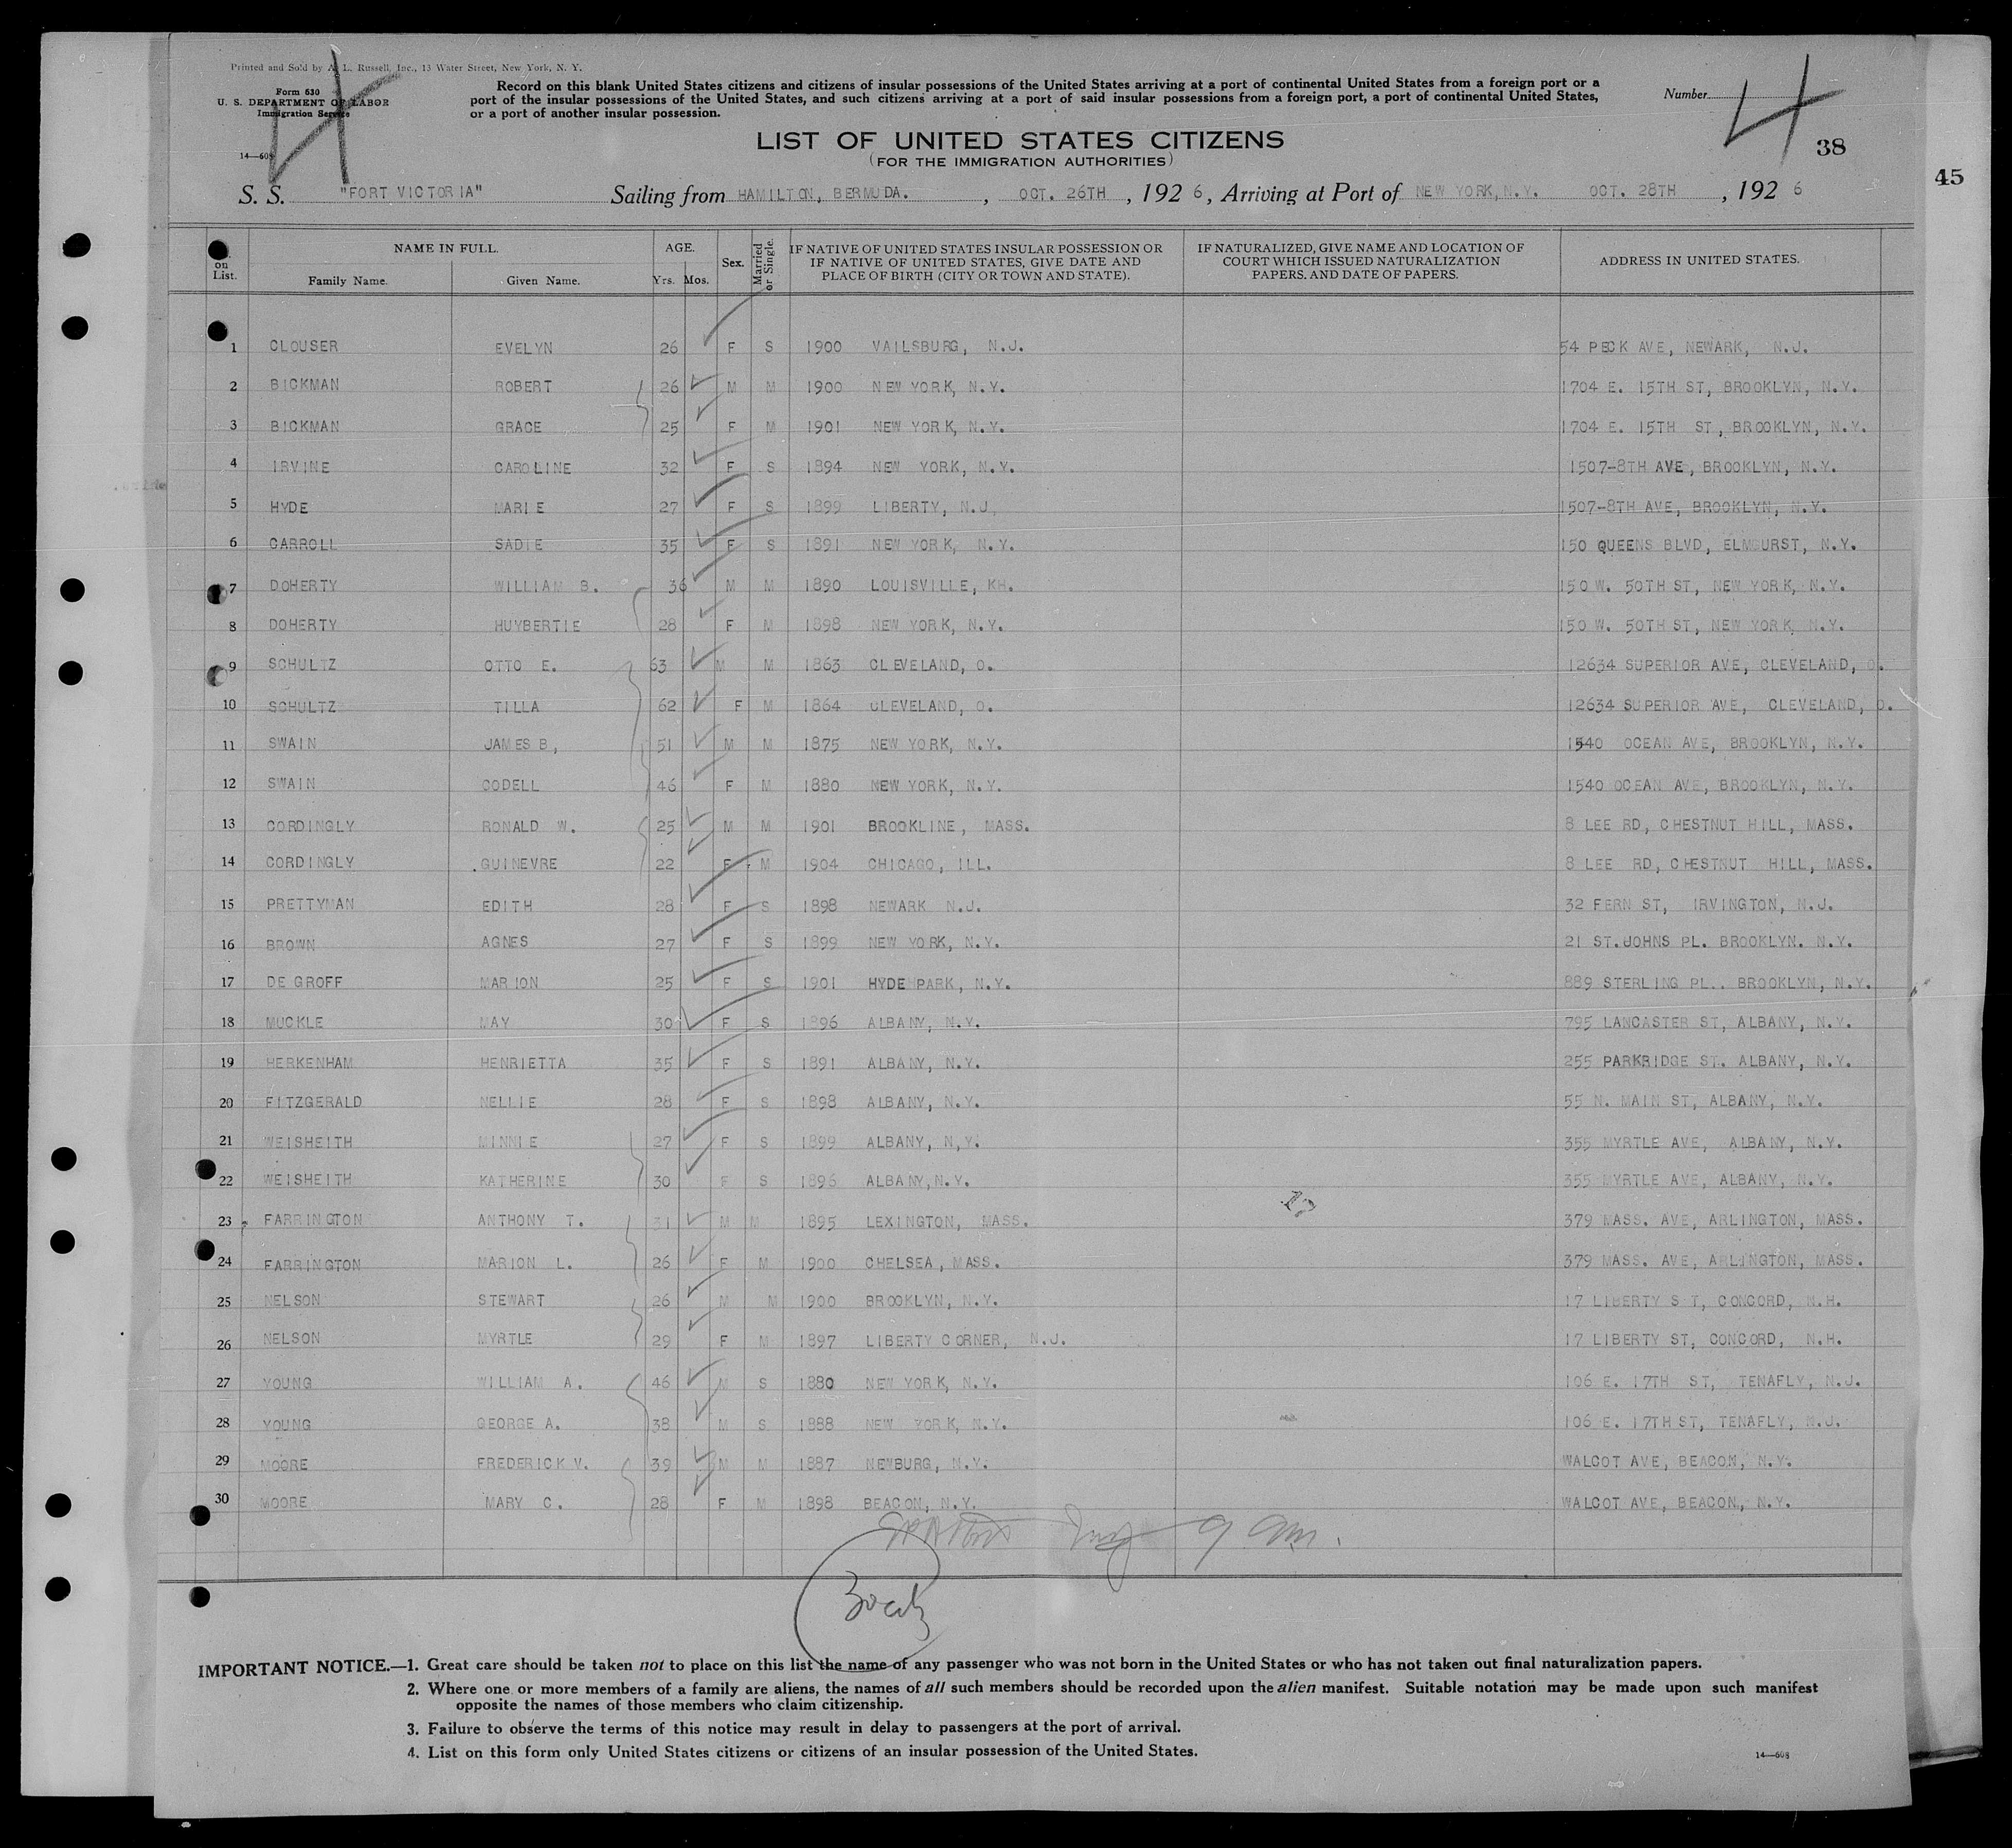 Printed and Sold by A. L. Russell, Inc., 13 Water Street, New York, N. Y.
Form 630
U. S. DEPARTMENT OF LABOR
Immigration Service
14—608
4
Record on this blank United States citizens and citizens of insular possessions of the United States arriving at a port of continental United States from a foreign port or a
port of the insular possessions of the United States, and such citizens arriving at a port of said insular possessions from a foreign port, a port of continental United States,
or a port of another insular possession.
Number 4
38
45
LIST OF UNITED STATES CITIZENS
(FOR THE IMMIGRATION AUTHORITIES)
S. S. "FORT VICTORIA" Sailing from HAMILTON, BERMUDA. , OCT. 26TH , 192 6, Arriving at Port of NEW YORK,N.Y. OCT. 28TH , 192 6
on List. NAME IN FULL. Family Name. Given Name. AGE. Yrs. Mos. Sex. Married or Single. IF NATIVE OF UNITED STATES INSULAR POSSESSION OR IF NATIVE OF UNITED STATES, GIVE DATE AND PLACE OF BIRTH (CITY OR TOWN AND STATE). IF NATURALIZED, GIVE NAME AND LOCATION OF COURT WHICH ISSUED NATURALIZATION PAPERS. AND DATE OF PAPERS. ADDRESS IN UNITED STATES.
1 CLOUSER EVELYN 26 F S 1900 VAILSBURG, N.J. 54 PECK AVE, NEWARK, N.J.
2 BICKMAN ROBERT 26 M M 1900 NEW YORK, N.Y. 1704 E. 15TH ST, BROOKLYN, N.Y.
3 BICKMAN GRACE 25 F M 1901 NEW YORK, N.Y. 1704 E. 15TH ST, BROOKLYN, N.Y.
4 IRVINE CAROLINE 32 F S 1894 NEW YORK, N.Y. 1507-8TH AVE, BROOKLYN, N.Y.
5 HYDE MARIE 27 F S 1899 LIBERTY, N.J. 1507-8TH AVE, BROOKLYN, N.Y.
6 CARROLL SADIE 35 F S 1891 NEW YORK, N.Y. 150 QUEENS BLVD, ELMHURST, N.Y.
7 DOHERTY WILLIAM B. 36 M M 1890 LOUISVILLE, KH. 150 W. 50TH ST, NEW YORK, N.Y.
8 DOHERTY HUYBERTIE 28 F M 1898 NEW YORK, N.Y. 150 W. 50TH ST, NEW YORK, N.Y.
9 SCHULTZ OTTO E. 63 M M 1863 CLEVELAND, O. 12634 SUPERIOR AVE, CLEVELAND, O.
10 SCHULTZ TILLA 62 F M 1864 CLEVELAND, O. 12634 SUPERIOR AVE, CLEVELAND, O.
11 SWAIN JAMES B, 51 M M 1875 NEW YORK, N.Y. 1540 OCEAN AVE, BROOKLYN, N.Y.
12 SWAIN CODELL 46 F M 1880 NEW YORK, N.Y. 1540 OCEAN AVE, BROOKLYN, N.Y.
13 CORDINGLY RONALD W. 25 M M 1901 BROOKLINE, MASS. 8 LEE RD, CHESTNUT HILL, MASS.
14 CORDINGLY GUINEVRE 22 F M 1904 CHICAGO, ILL. 8 LEE RD, CHESTNUT HILL, MASS.
15 PRETTYMAN EDITH 28 F S 1898 NEWARK N.J. 32 FERN ST, IRVINGTON, N.J.
16 BROWN AGNES 27 F S 1899 NEW YORK, N.Y. 21 ST.JOHNS PL. BROOKLYN. N.Y.
17 DE GROFF MARION 25 F S 1901 HYDE PARK, N.Y. 889 STERLING PL.. BROOKLYN, N.Y.
18 MUCKLE MAY 30 F S 1896 ALBANY, N.Y. 795 LANCASTER ST, ALBANY, N.Y.
19 HERKENHAM HENRIETTA 35 F S 1891 ALBANY, N.Y. 255 PARKRIDGE ST. ALBANY, N.Y.
20 FITZGERALD NELLIE 28 F S 1898 ALBANY, N.Y. 55 N. MAIN ST, ALBANY, N.Y.
21 WEISHEITH MINNIE 27 F S 1899 ALBANY, N,Y. 355 MYRTLE AVE, ALBANY, N.Y.
22 WEISHEITH KATHERINE 30 F S 1896 ALBANY,N.Y. 355 MYRTLE AVE, ALBANY, N.Y.
23 FARRINGTON ANTHONY T. 31 M M 1895 LEXINGTON, MASS. 379 MASS. AVE, ARLINGTON, MASS.
24 FARRINGTON MARION L. 26 F M 1900 CHELSEA, MASS. 379 MASS. AVE, ARLINGTON, MASS.
25 NELSON STEWART 26 M M 1900 BROOKLYN, N.Y. 17 LIBERTY ST, CONCORD, N.H.
26 NELSON MYRTLE 29 F M 1897 LIBERTY CORNER, N.J. 17 LIBERTY ST, CONCORD, N.H.
27 YOUNG WILLIAM A. 46 M S 1880 NEW YORK, N.Y. 106 E. 17TH ST, TENAFLY, N.J.
28 YOUNG GEORGE A. 38 M S 1888 NEW YORK, N.Y. 106 E. 17TH ST, TENAFLY, N.J.
29 MOORE FREDERICK V. 39 M M 1887 NEWBURG, N.Y. WALCOT AVE, BEACON, N.Y.
30 MOORE MARY C. 28 F M 1898 BEACON, N.Y. WALCOT AVE, BEACON, N.Y.
9 am.
IMPORTANT NOTICE.—1. Great care should be taken not to place on this list the name of any passenger who was not born in the United States or who has not taken out final naturalization papers.
2. Where one or more members of a family are aliens, the names of all such members should be recorded upon the alien manifest. Suitable notation may be made upon such manifest
opposite the names of those members who claim citizenship.
3. Failure to observe the terms of this notice may result in delay to passengers at the port of arrival.
4. List on this form only United States citizens or citizens of an insular possession of the United States.
14—608